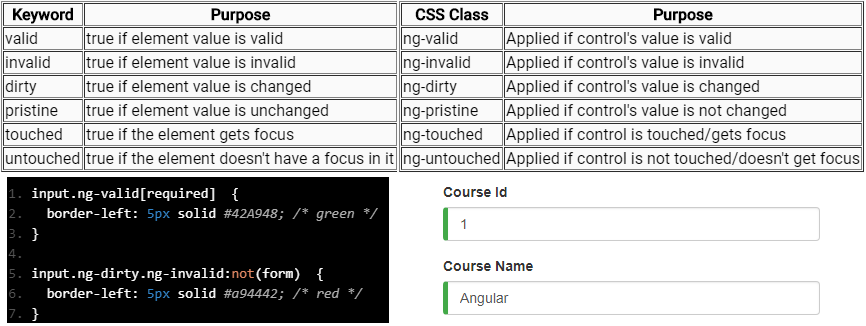 Keyword Purpose CSS Class Purpose
valid true if element value is valid ng-valid Applied if control's value is valid
invalid true if element value is invalid ng-invalid Applied if control's value is invalid
dirty true if element value is changed ng-dirty Applied if control's value is changed
pristine true if element value is unchanged ng-pristine Applied if control's value is not changed
touched true if the element gets focus ng-touched Applied if control is touched/gets focus
untouched true if the element doesn't have a focus in it ng-untouched Applied if control is not touched/doesn't get focus
1. input.ng-valid[required] {
2. border-left: 5px solid #42A948; /* green */
3. }
4.
5. input.ng-dirty.ng-invalid:not(form) {
6. border-left: 5px solid #a94442; /* red */
7. }
Course Id
1
Course Name
Angular